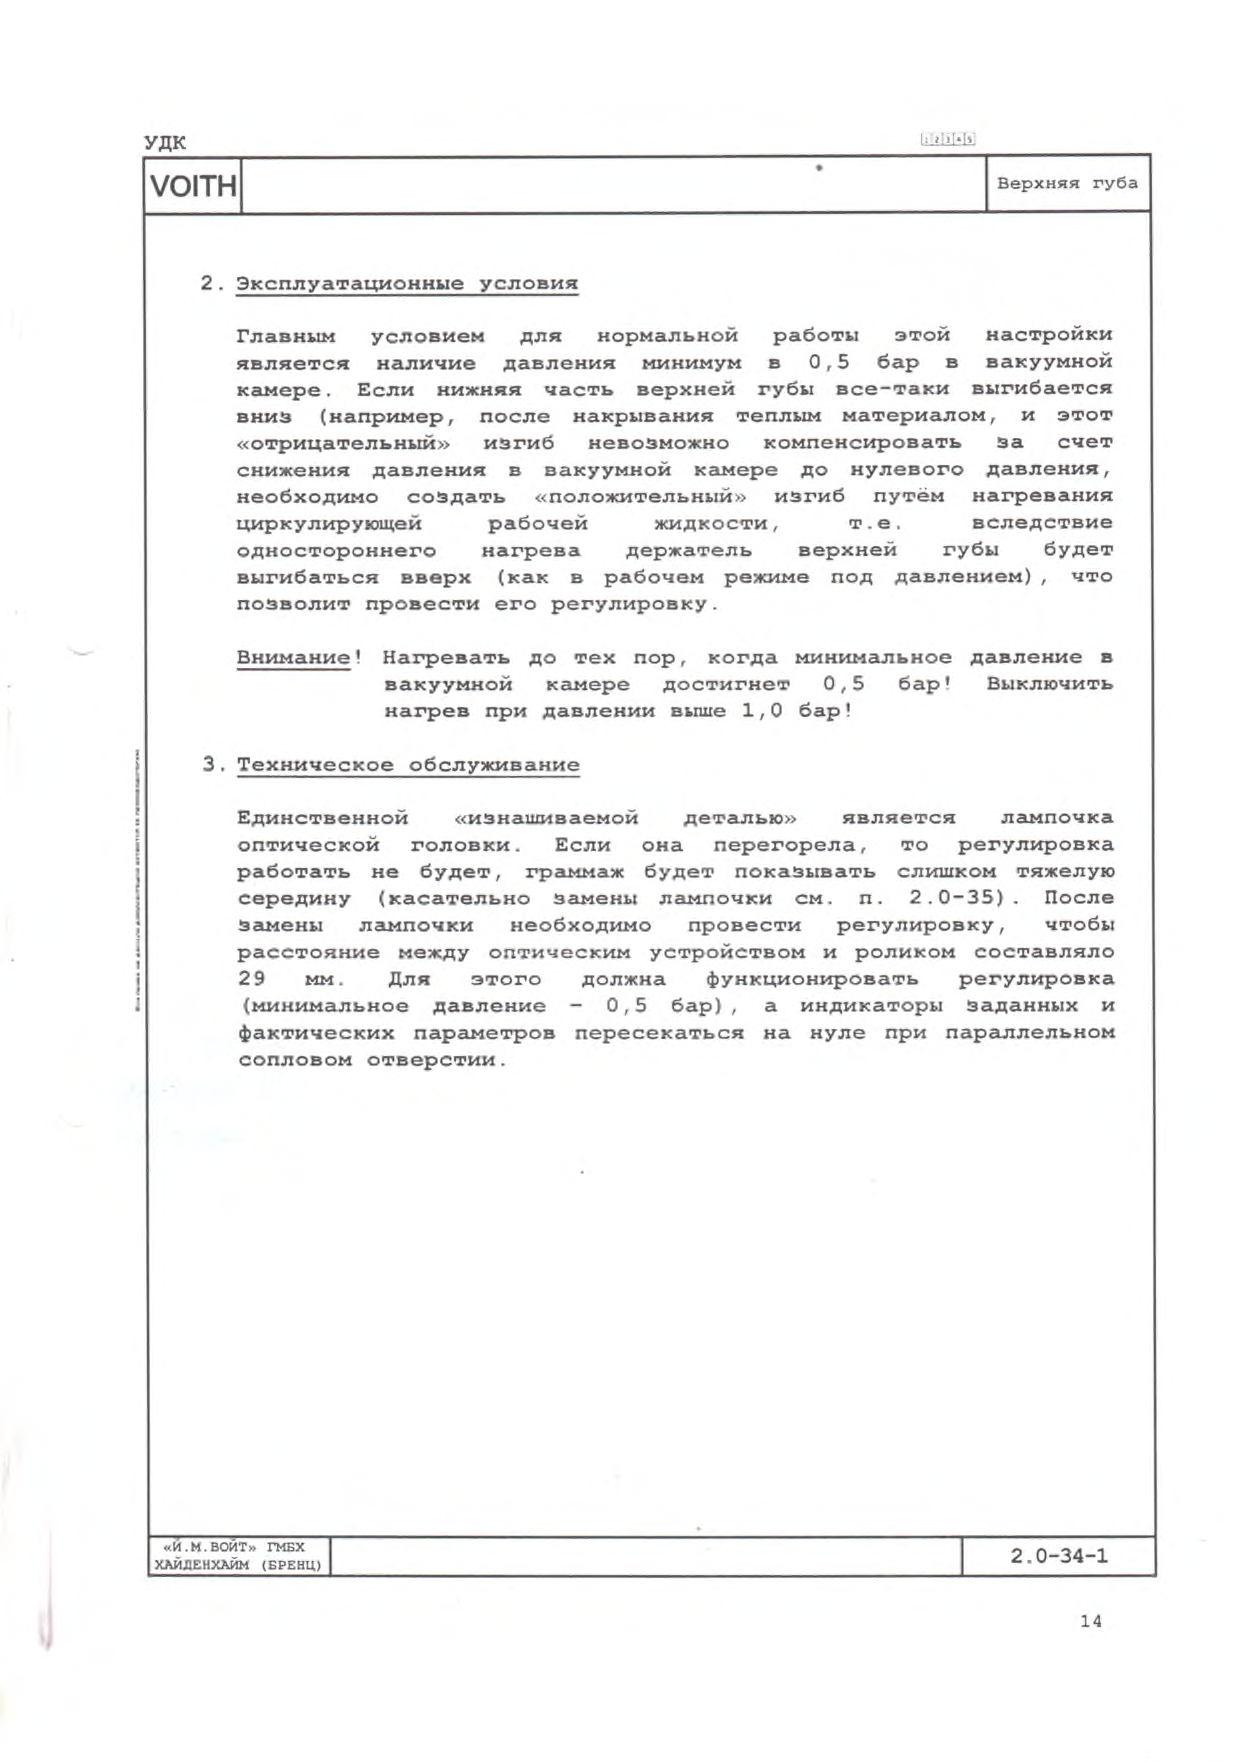 УДК
1 2 3 4 5
VOITH
Верхняя губа
2. Эксплуатационные условия
Главным условием для нормальной работы этой настройки
является наличие давления минимум в 0,5 бар в вакуумной
камере. Если нижняя часть верхней губы все-таки выгибается
вниз (например, после накрывания теплым материалом, и этот
«отрицательный» изгиб невозможно компенсировать за счет
снижения давления в вакуумной камере до нулевого давления,
необходимо создать «положительный» изгиб путём нагревания
циркулирующей рабочей жидкости, т.е. вследствие
одностороннего нагрева держатель верхней губы будет
выгибаться вверх (как в рабочем режиме под давлением), что
позволит провести его регулировку.
Внимание! Нагревать до тех пор, когда минимальное давление в
вакуумной камере достигнет 0,5 бар! Выключить
нагрев при давлении выше 1,0 бар!
3. Техническое обслуживание
Единственной «изнашиваемой деталью» является лампочка
оптической головки. Если она перегорела, то регулировка
работать не будет, граммаж будет показывать слишком тяжелую
середину (касательно замены лампочки см. п. 2.0-35). После
замены лампочки необходимо провести регулировку, чтобы
расстояние между оптическим устройством и роликом составляло
29 мм. Для этого должна функционировать регулировка
(минимальное давление – 0,5 бар), а индикаторы заданных и
фактических параметров пересекаться на нуле при параллельном
сопловом отверстии.
«Й.М.ВОЙТ» ГМБХ
ХАЙДЕНХАЙМ (БРЕНЦ)
2.0-34-1
14